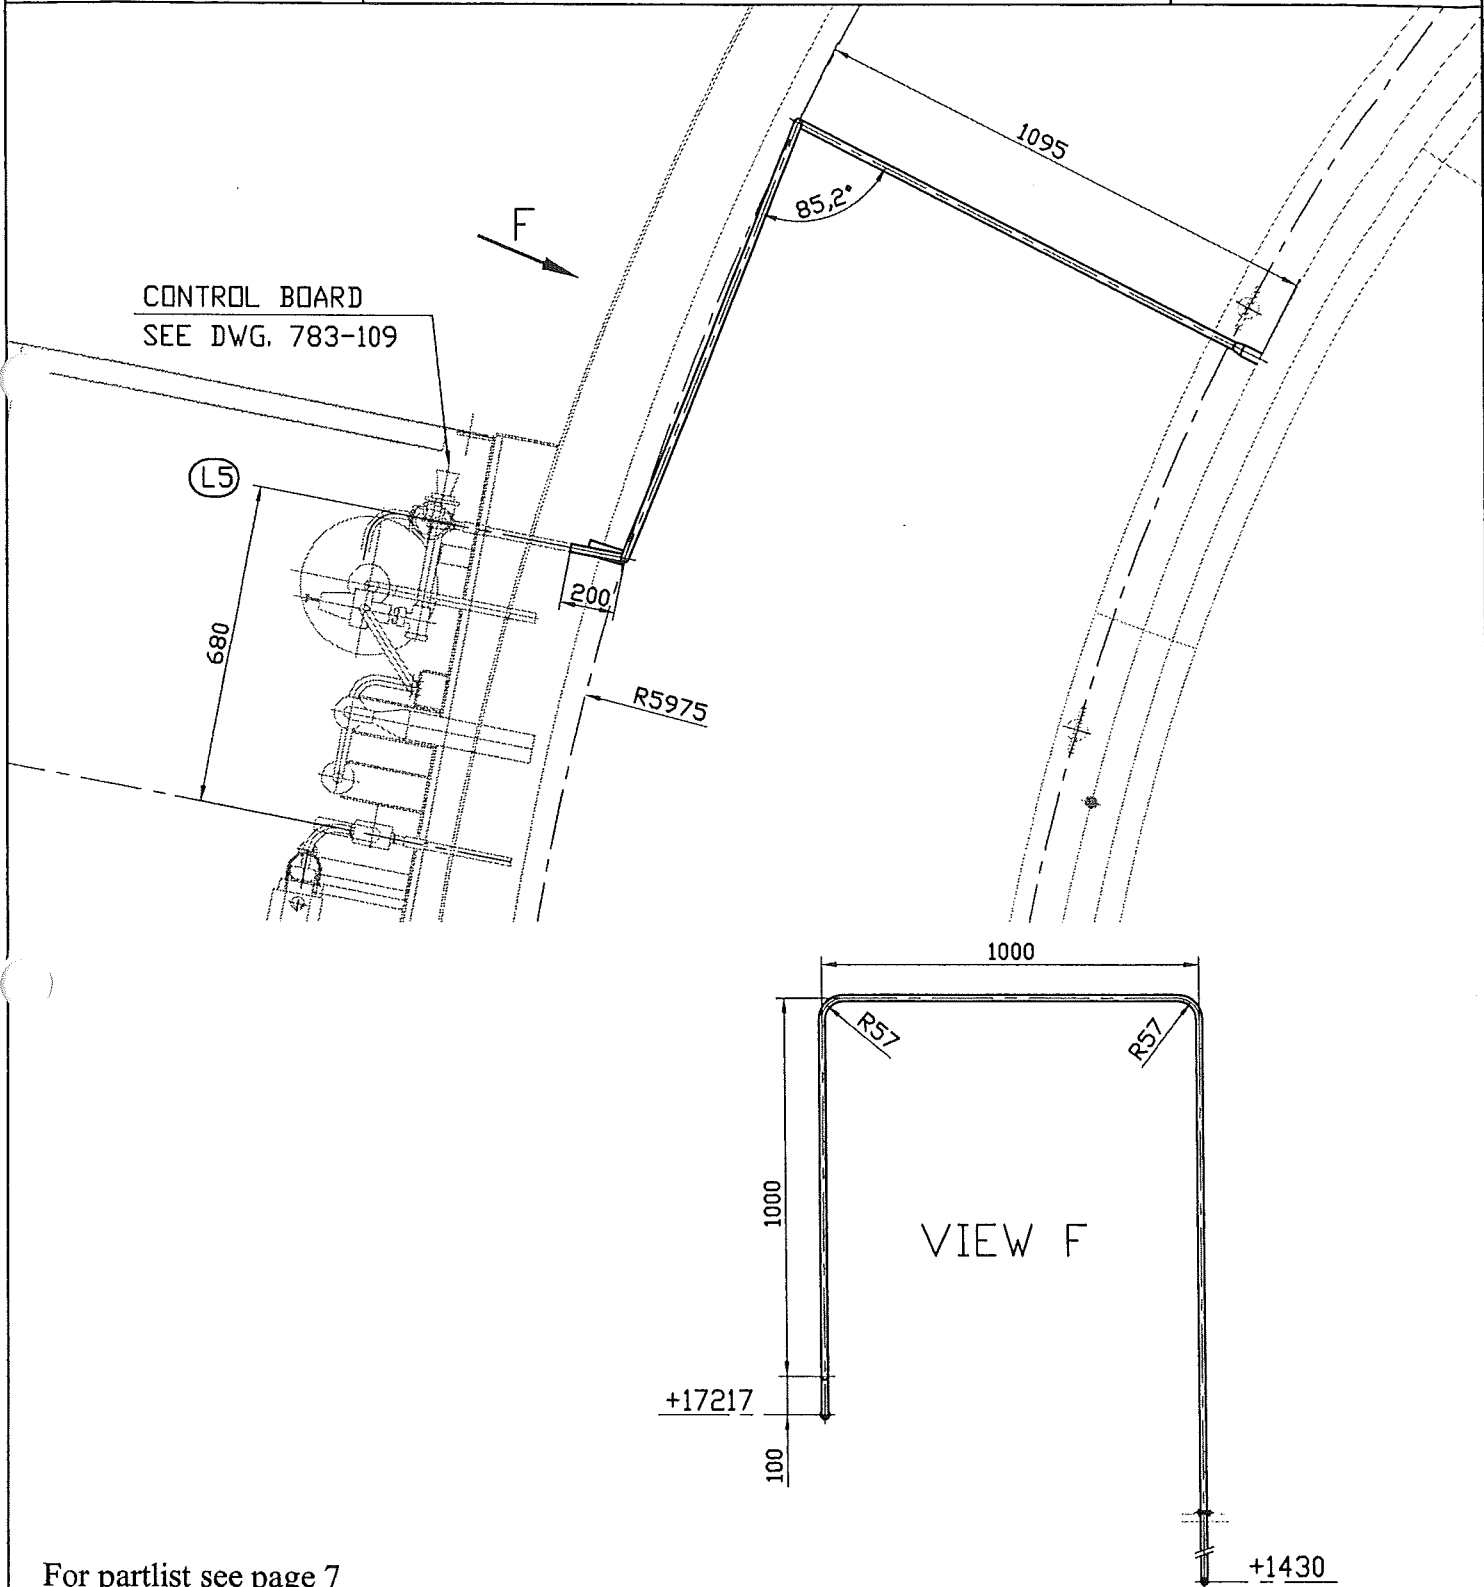 1095
85,2°
F
CONTROL BOARD
SEE DWG. 783-109
L5
200
680
R5975
1000
R57
R57
1000
VIEW F
+17217
100
+1430
For partlist see page 7